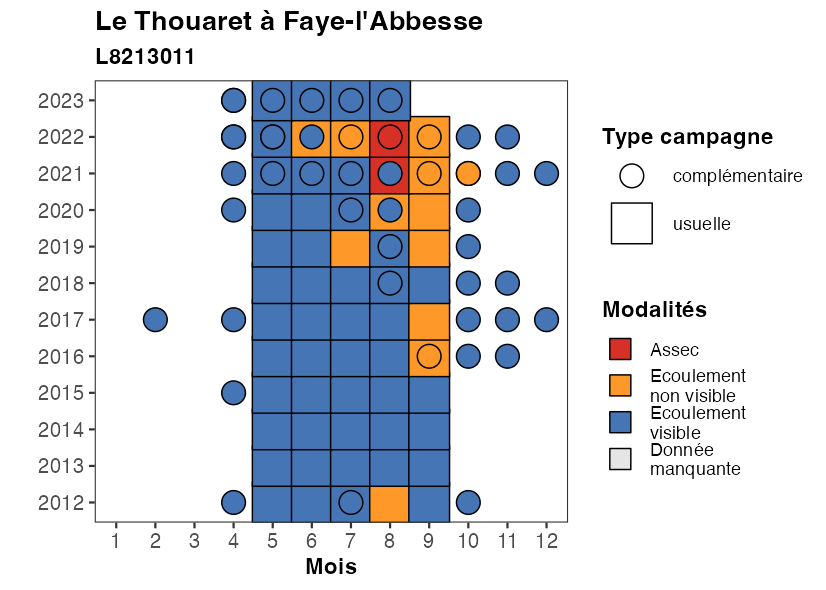 Le Thouaret à Faye-l'Abbesse
L8213011
2023
2022
2021
2020
2019
2018
2017
2016
2015
2014
2013
2012
1 2 3 4 5 6 7 8 9 10 11 12
Mois
Type campagne
complémentaire
usuelle
Modalités
Assec
Ecoulement
non visible
Ecoulement
visible
Donnée
manquante